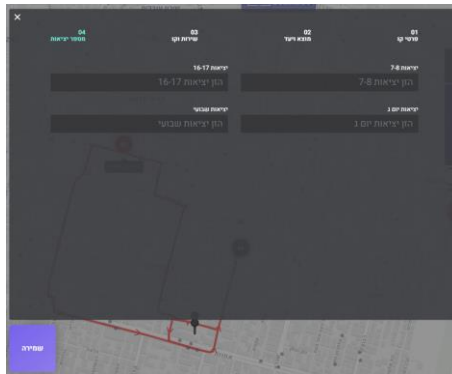 ×
01
פרטי קו
02
מוצא ויעד
03
שירות וקו
04
מספר יציאות
יציאות 7-8
הזן יציאות 7-8
יציאות 16-17
הזן יציאות 16-17
יציאות יום ג
הזן יציאות יום ג
יציאות שבועי
הזן יציאות שבועי
שמירה